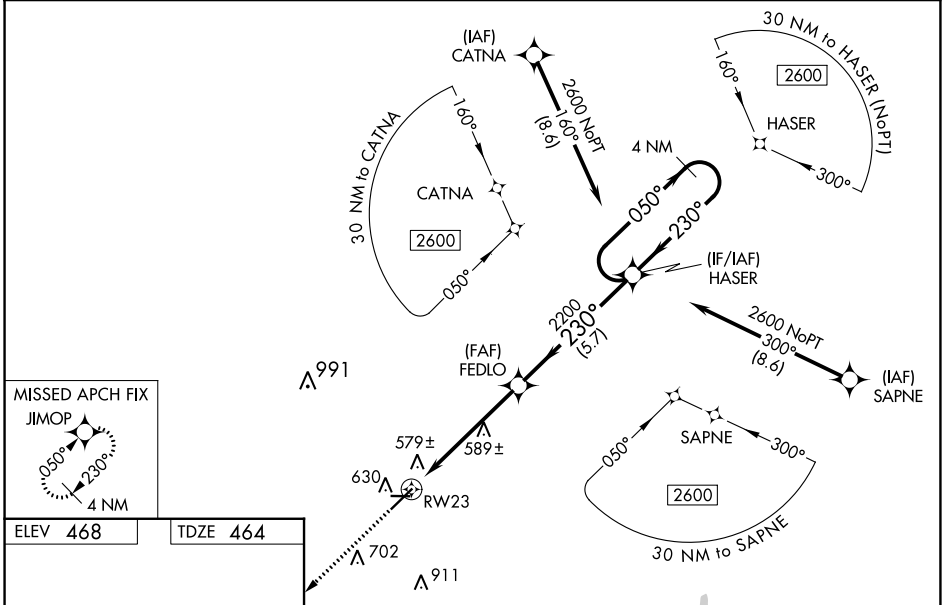 (IAF)
CATNA
2600 NoPT
160°
(8.6)
30 NM to HASER (NoPT)
160°
2600
HASER
300°
30 NM to CATNA
160°
CATNA
2600
050°
4 NM
050°
230°
(IF/IAF)
HASER
2200
230°
(5.7)
2600 NoPT
300°
(8.6)
(IAF)
SAPNE
(FAF)
FEDLO
991
MISSED APCH FIX
JIMOP
050°
230°
4 NM
579±
589±
630
RW23
050°
SAPNE
300°
2600
30 NM to SAPNE
ELEV 468
TDZE 464
702
911